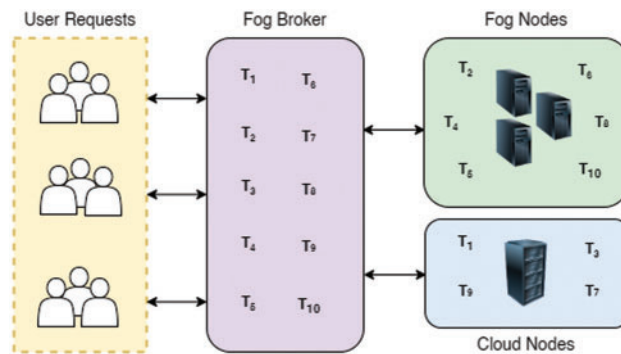 User Requests
Fog Broker
Fog Nodes
T1 T6
T2 T7
T3 T8
T4 T9
T5 T10
T2 T6
T4 T8
T5 T10
T1 T3
T9 T7
Cloud Nodes